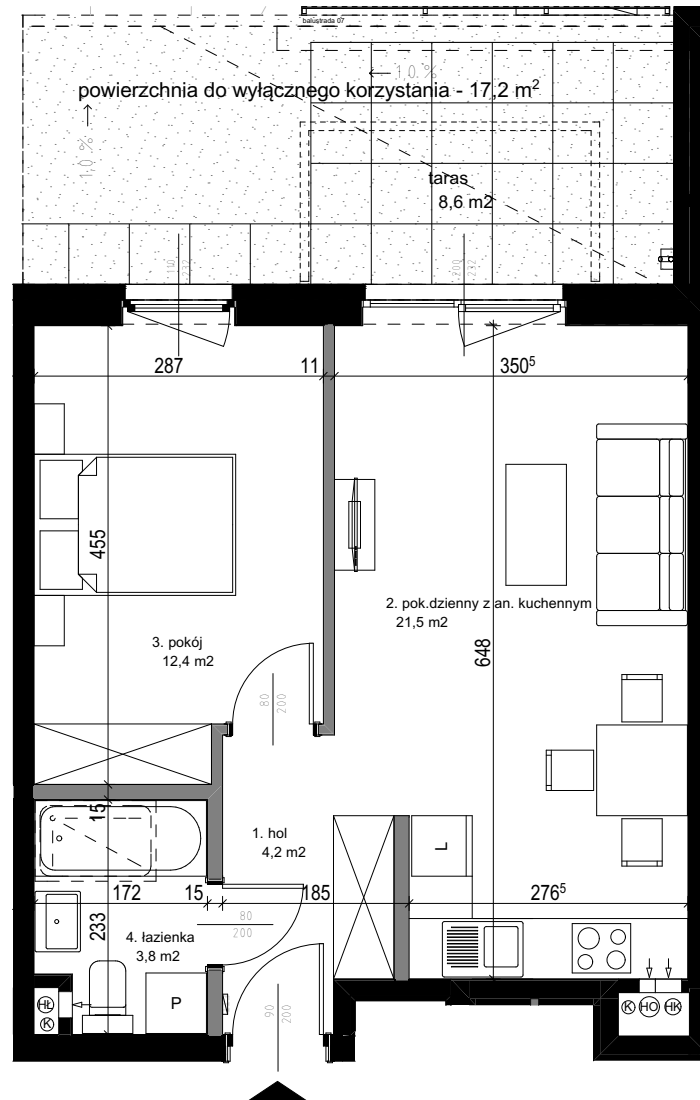 balustrada 07
1,0 %
powierzchnia do wyłącznego korzystania - 17,2 m²
1,0 %
taras
8,6 m2
110
232
200
232
287
11
350⁵
455
2. pok.dzienny z an. kuchennym
21,5 m2
648
3. pokój
12,4 m2
80
200
15
1. hol
4,2 m2
L
172
15
185
276⁵
80
200
233
4. łazienka
3,8 m2
P
HŁ
K
90
200
K
HO
HK